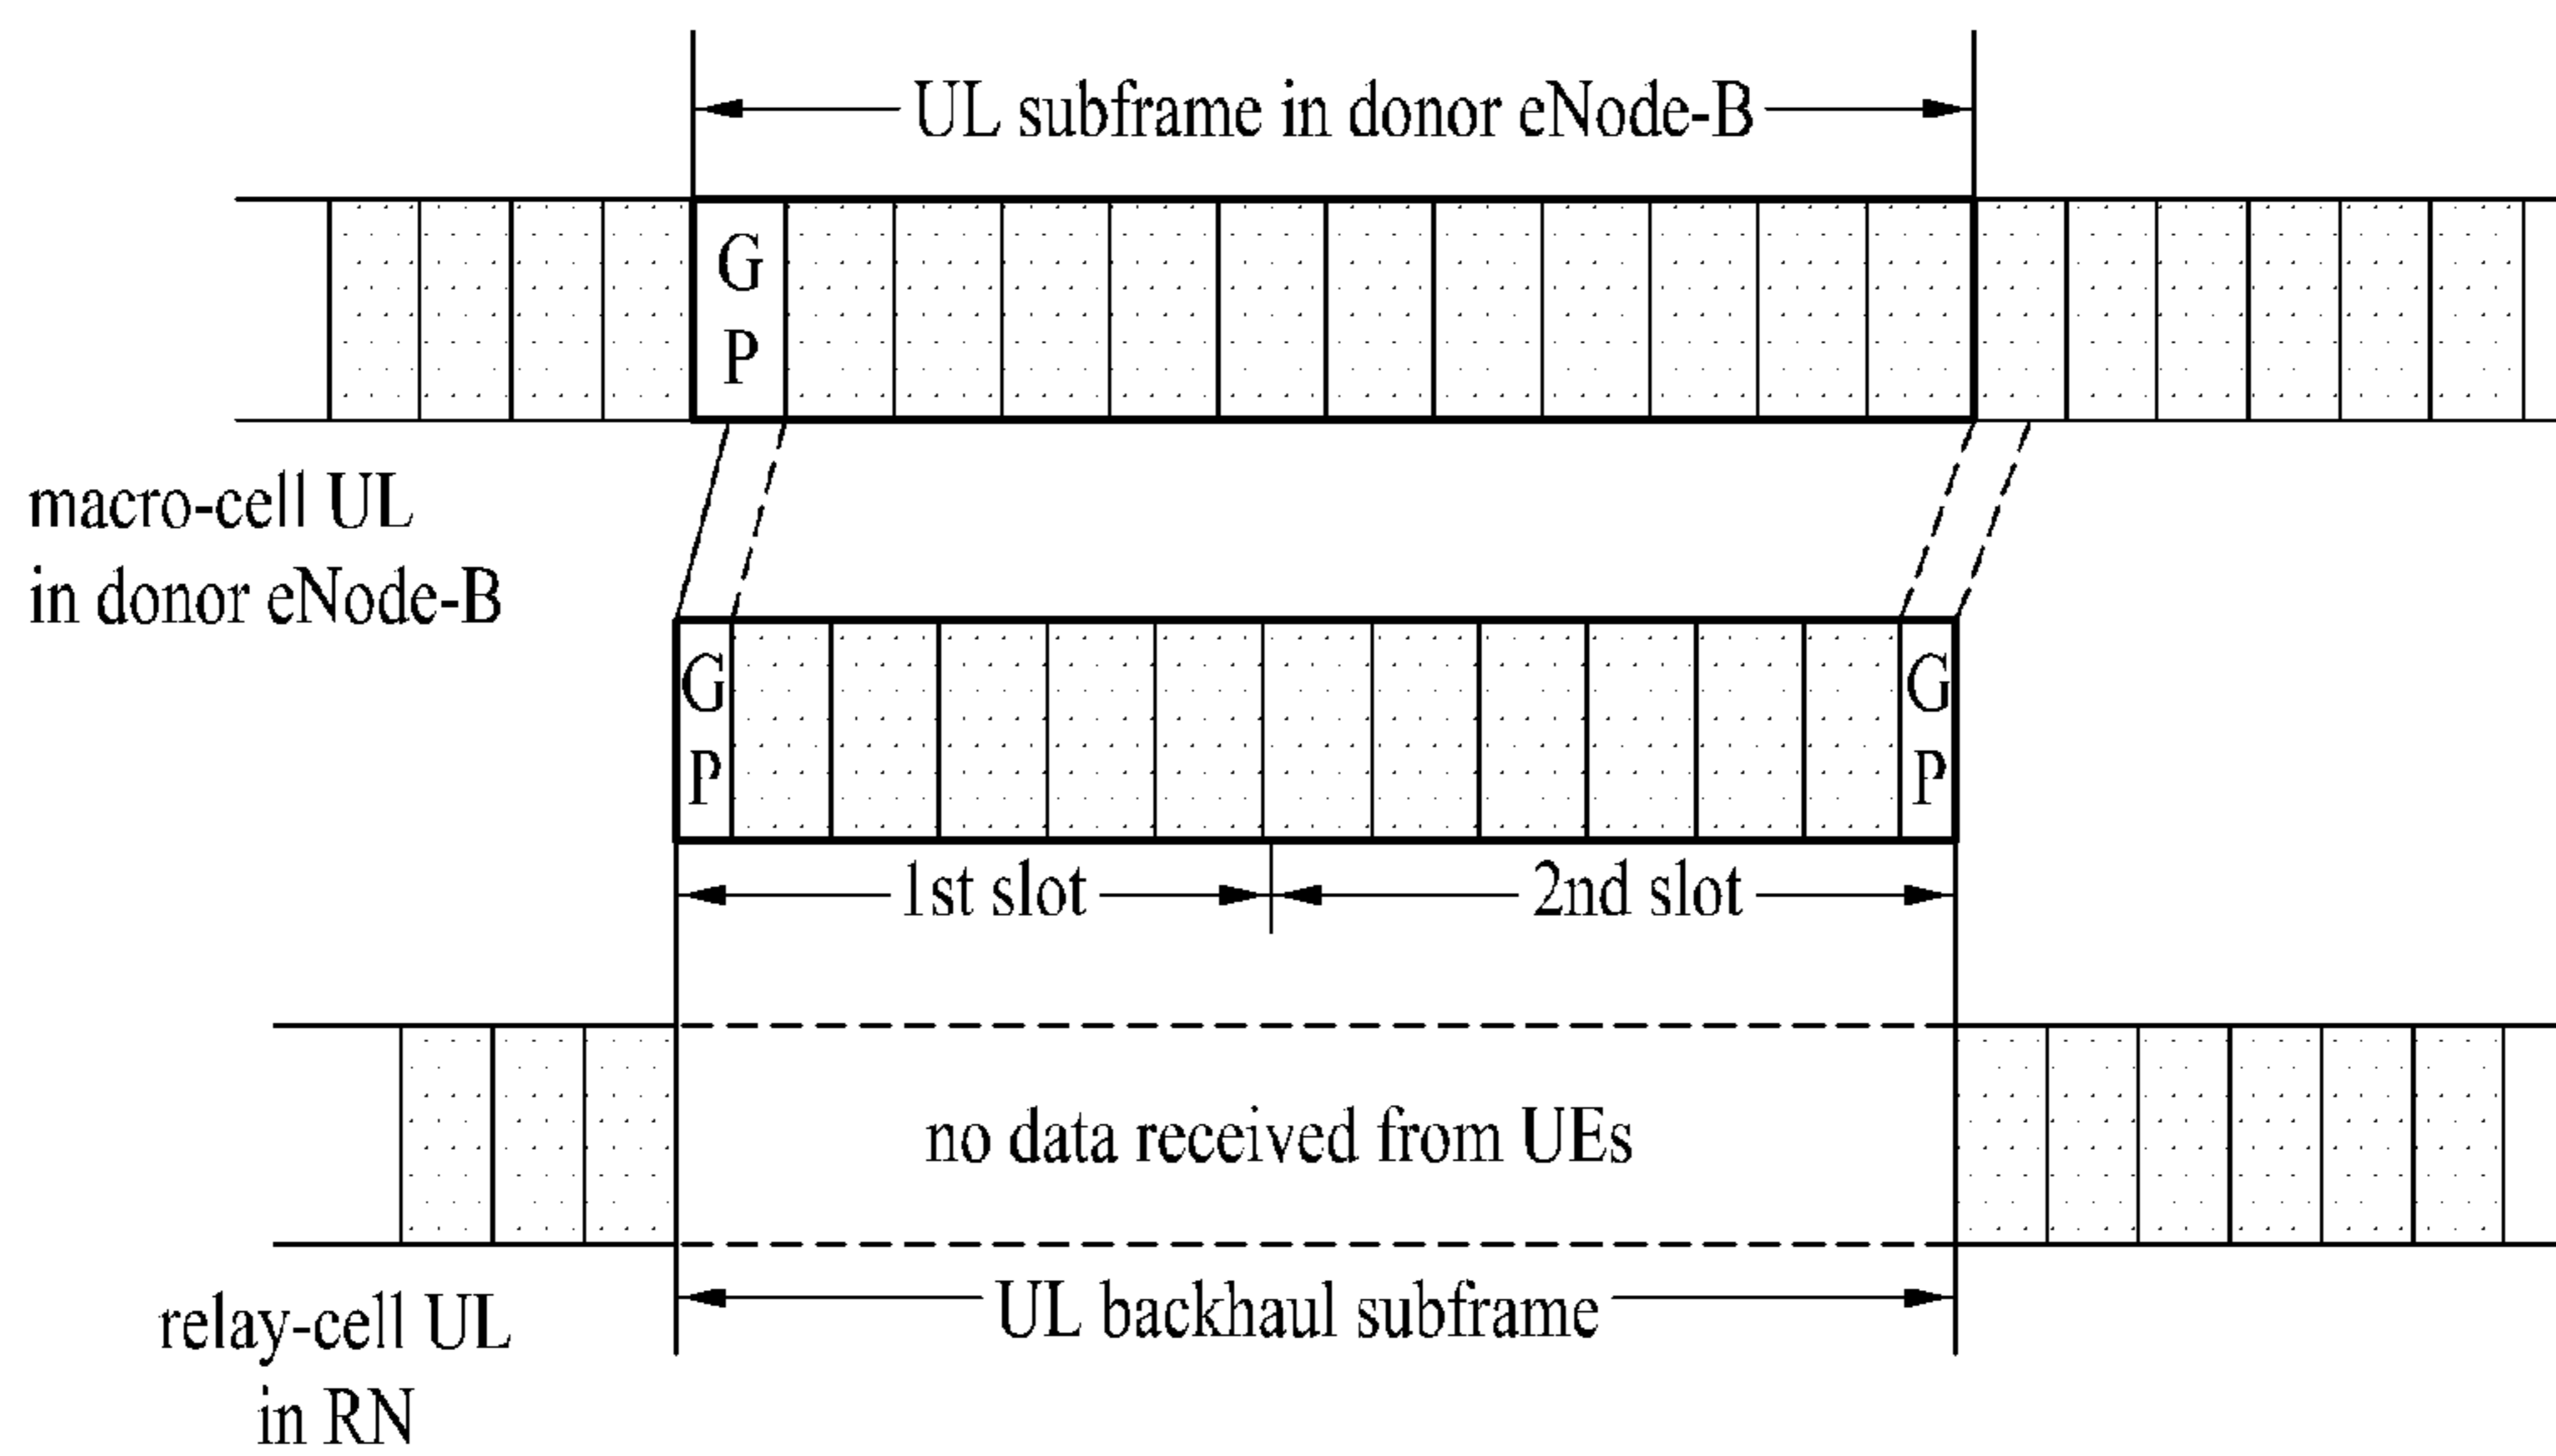 UL subframe in donor eNode-B
G
P
macro-cell UL
in donor eNode-B
G
P
G
P
1st slot
2nd slot
no data received from UEs
UL backhaul subframe
relay-cell UL
in RN